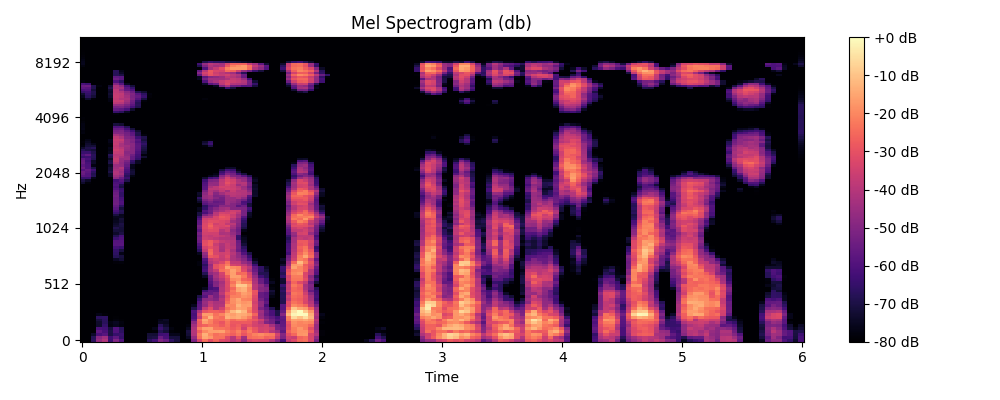 Mel Spectrogram (db)
8192
4096
2048
1024
512
0
Hz
0 1 2 3 4 5 6
Time
+0 dB
-10 dB
-20 dB
-30 dB
-40 dB
-50 dB
-60 dB
-70 dB
-80 dB